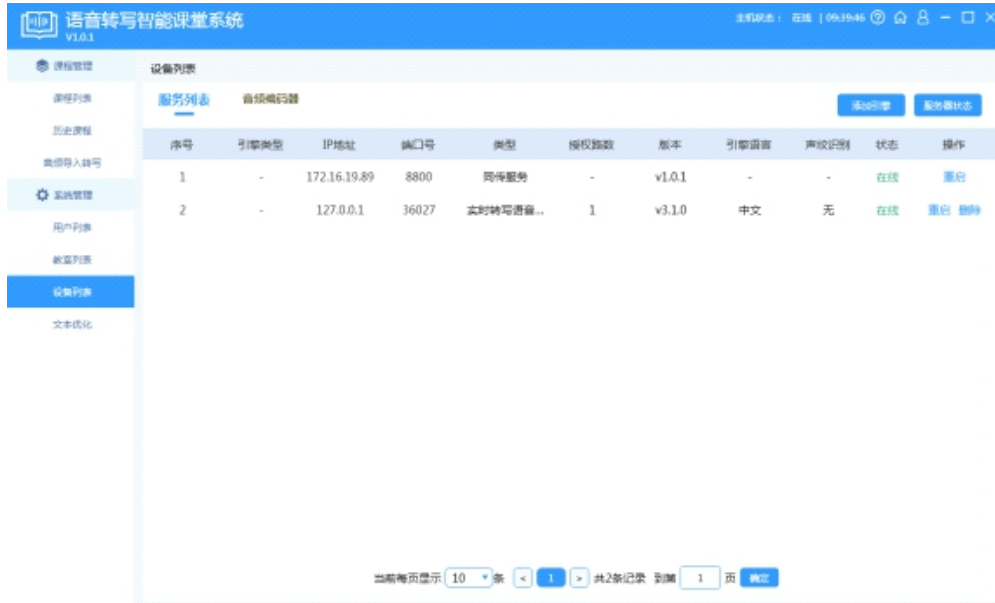 语音转写智能课堂系统
V1.0.1
主机状态： 在线 | 09:39:46
课程管理
课程列表
历史课程
音频导入转写
系统管理
用户列表
教室列表
设备列表
文本优化
设备列表
服务列表 音频编码器
添加引擎 服务器状态
序号 引擎类型 IP地址 端口号 类型 授权路数 版本 引擎语言 声纹识别 状态 操作
1 - 172.16.19.89 8800 同传服务 - v1.0.1 - - 在线 重启
2 - 127.0.0.1 36027 实时转写语音... 1 v3.1.0 中文 无 在线 重启 删除
当前每页显示 10 条 < 1 > 共2条记录 到第 1 页 确定